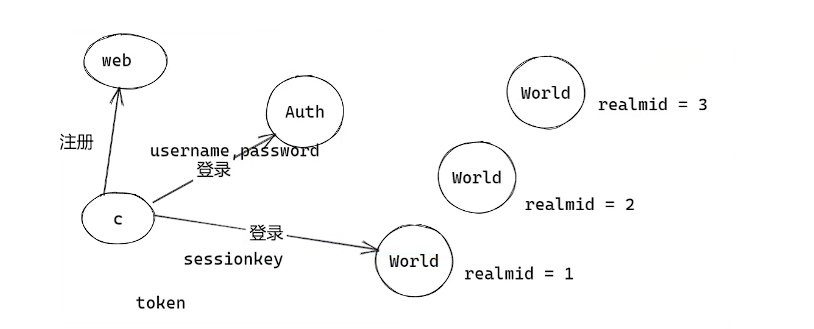 web
World
realmid = 3
Auth
注册
username,password
登录
World
realmid = 2
c
登录
sessionkey
World
realmid = 1
token